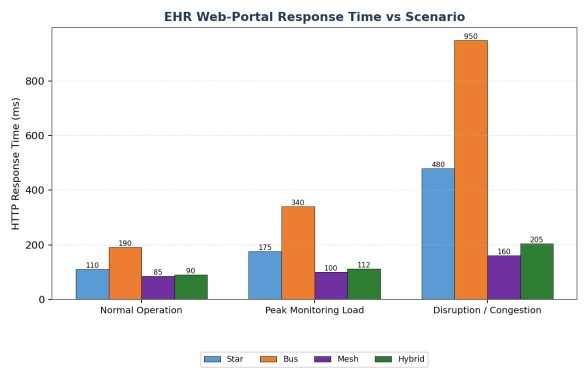 EHR Web-Portal Response Time vs Scenario
HTTP Response Time (ms)
800
600
400
200
0
110
190
85
90
175
340
100
112
480
950
160
205
Normal Operation
Peak Monitoring Load
Disruption / Congestion
Star
Bus
Mesh
Hybrid